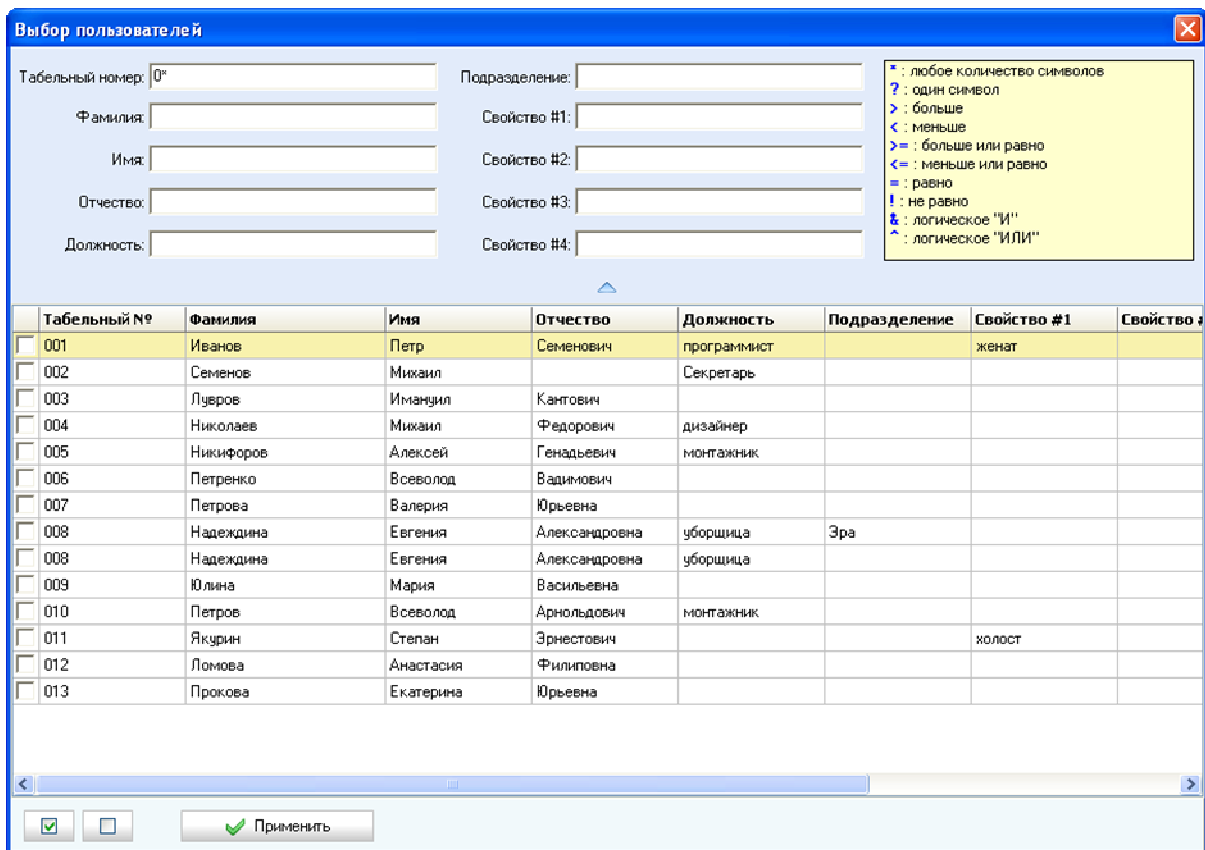 Выбор пользователей
Табельный номер: 0*
Фамилия:
Имя:
Отчество:
Должность:
Подразделение:
Свойство #1:
Свойство #2:
Свойство #3:
Свойство #4:
* : любое количество символов
? : один символ
> : больше
< : меньше
>= : больше или равно
<= : меньше или равно
= : равно
! : не равно
& : логическое "И"
^ : логическое "ИЛИ"
Табельный № Фамилия Имя Отчество Должность Подразделение Свойство #1 Свойство #
001 Иванов Петр Семенович программист женат
002 Семенов Михаил Секретарь
003 Лувров Имануил Кантович
004 Николаев Михаил Федорович дизайнер
005 Никифоров Алексей Генадьевич монтажник
006 Петренко Всеволод Вадимович
007 Петрова Валерия Юрьевна
008 Надеждина Евгения Александровна уборщица Эра
008 Надеждина Евгения Александровна уборщица
009 Юлина Мария Васильевна
010 Петров Всеволод Арнольдович монтажник
011 Якурин Степан Эрнестович холост
012 Ломова Анастасия Филиповна
013 Прокова Екатерина Юрьевна
Применить